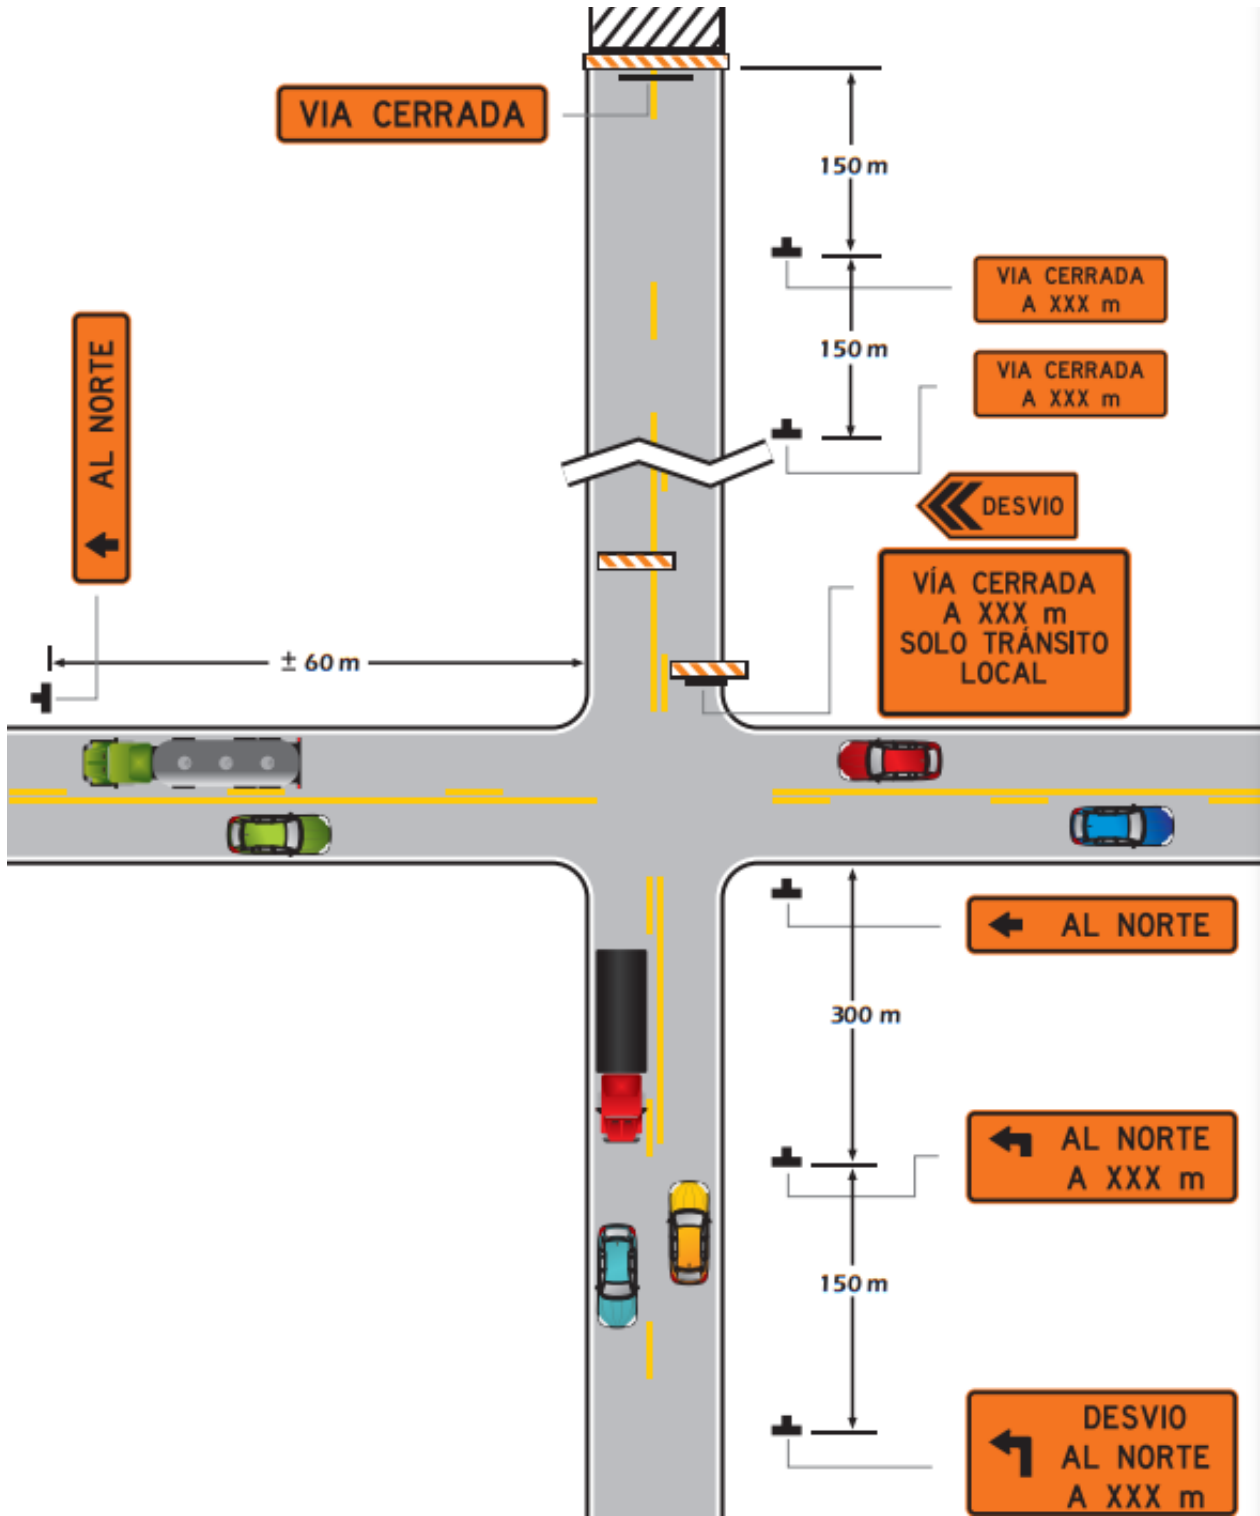 VIA CERRADA
150 m
VIA CERRADA
A XXX m
150 m
VIA CERRADA
A XXX m
AL NORTE
DESVIO
VÍA CERRADA
A XXX m
SOLO TRÁNSITO
LOCAL
± 60 m
AL NORTE
300 m
AL NORTE
A XXX m
150 m
DESVIO
AL NORTE
A XXX m